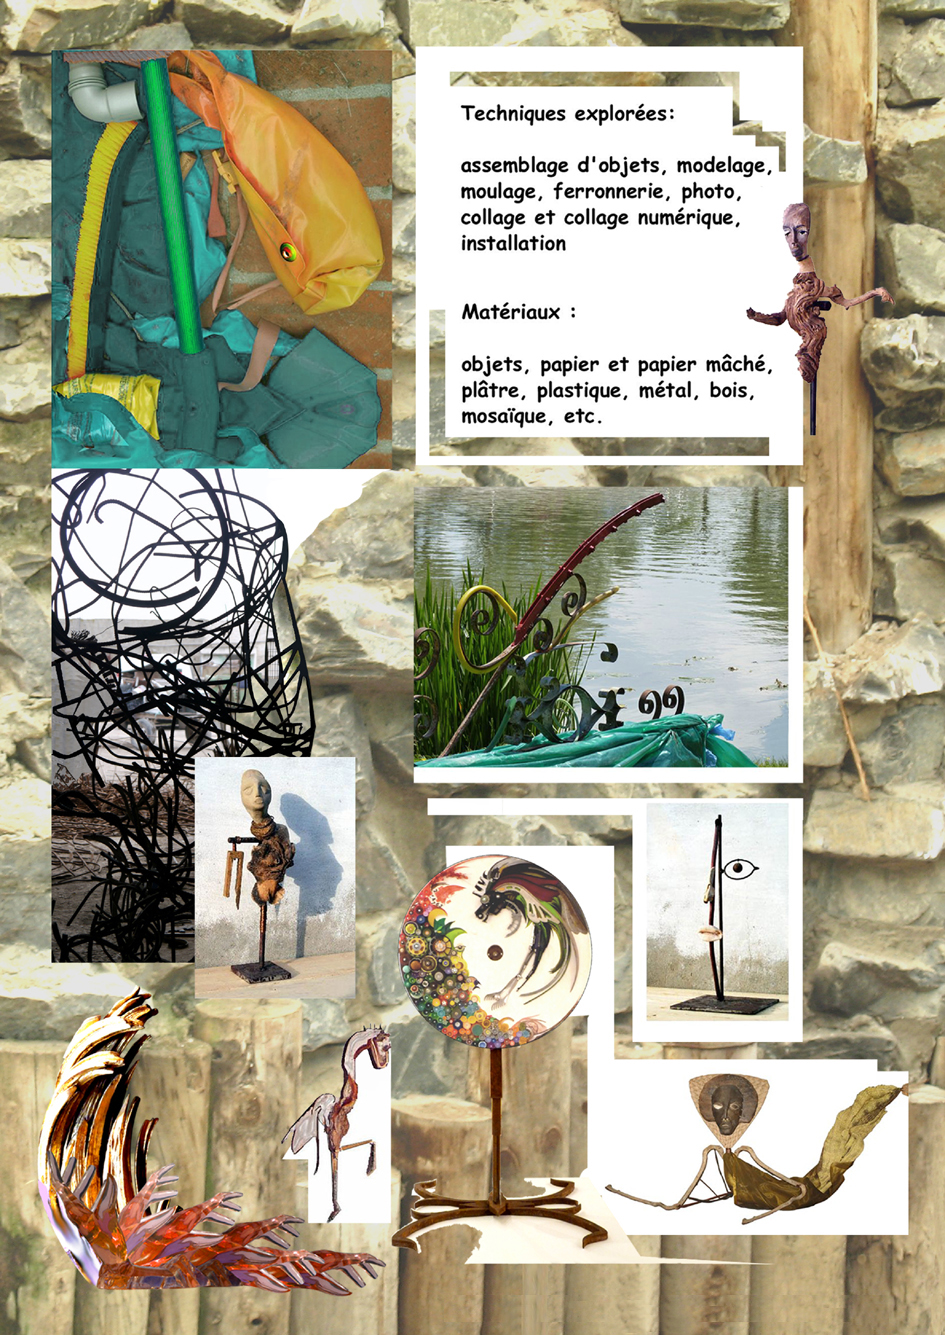 Techniques explorées:
assemblage d'objets, modelage,
moulage, ferronnerie, photo,
collage et collage numérique,
installation
Matériaux :
objets, papier et papier mâché,
plâtre, plastique, métal, bois,
mosaïque, etc.